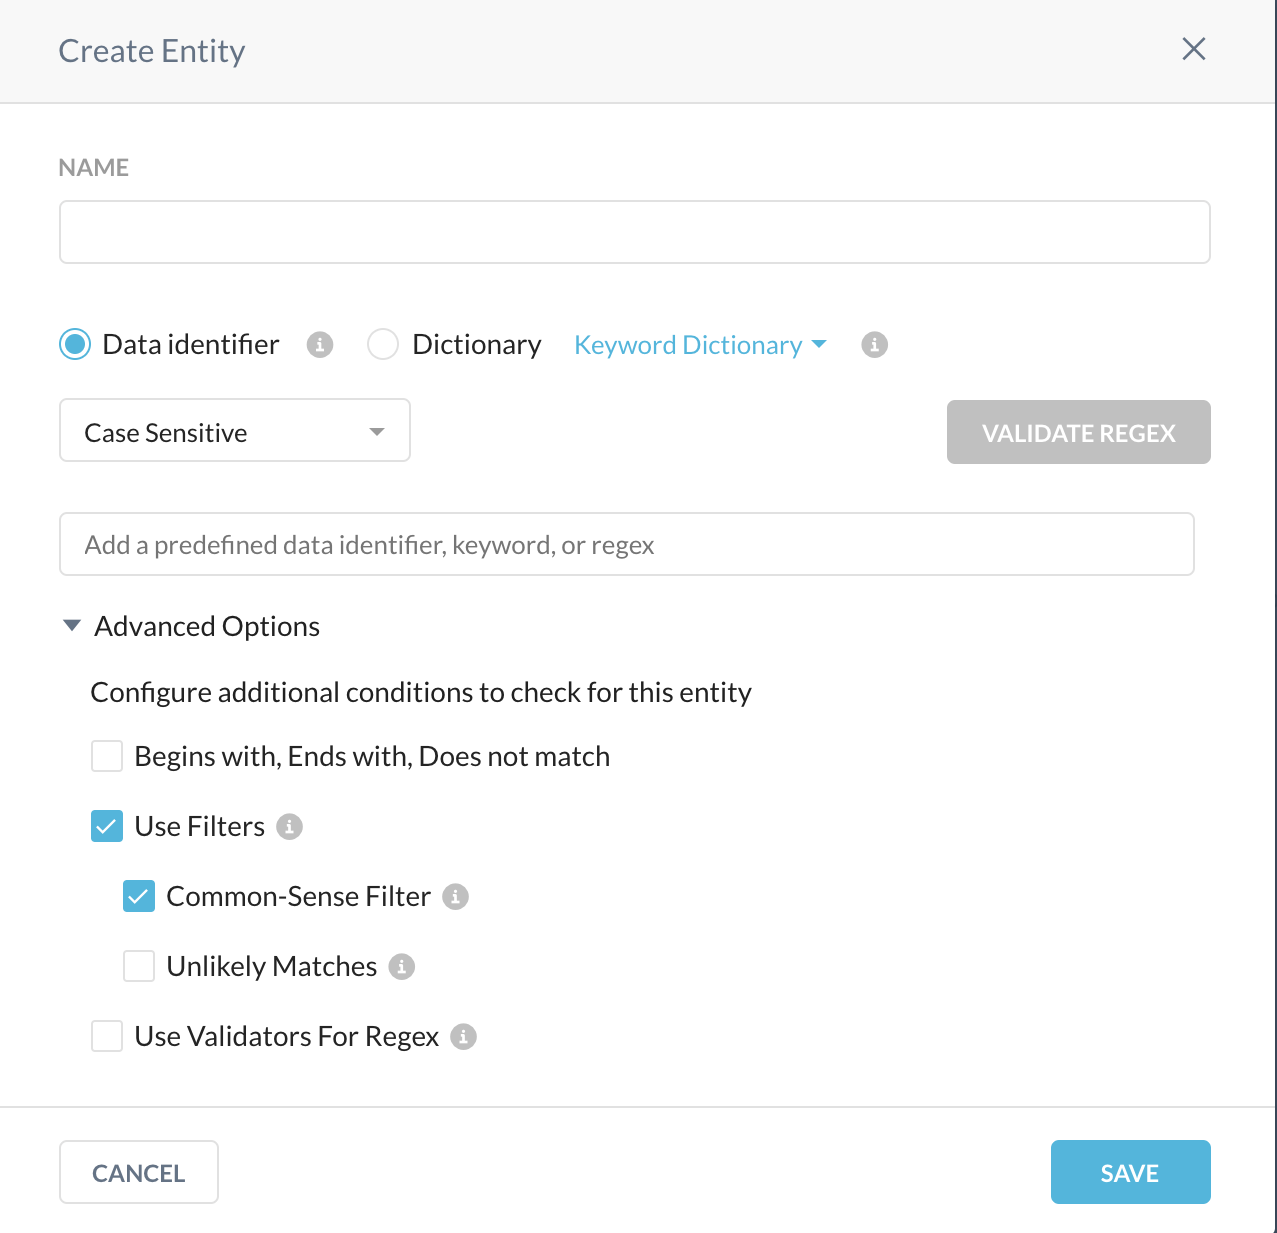 Create Entity
NAME
Data identifier Dictionary Keyword Dictionary
Case Sensitive VALIDATE REGEX
Add a predefined data identifier, keyword, or regex
Advanced Options
Configure additional conditions to check for this entity
Begins with, Ends with, Does not match
Use Filters
Common-Sense Filter
Unlikely Matches
Use Validators For Regex
CANCEL SAVE